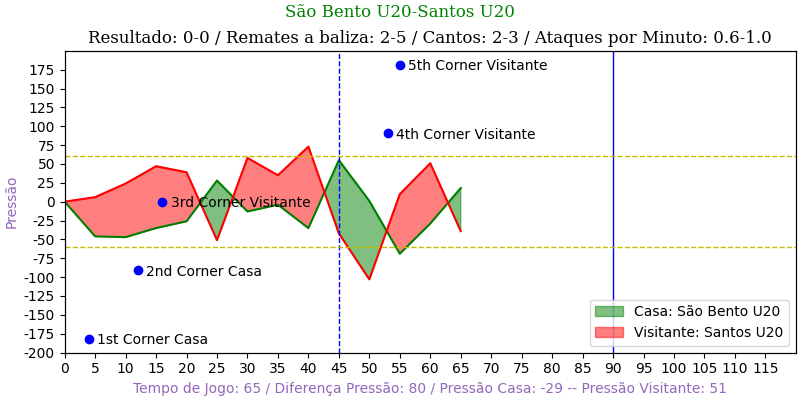 São Bento U20-Santos U20
Resultado: 0-0 / Remates a baliza: 2-5 / Cantos: 2-3 / Ataques por Minuto: 0.6-1.0
175
150
125
100
75
50
25
0
-25
-50
-75
-100
-125
-150
-175
-200
Pressão
5th Corner Visitante
4th Corner Visitante
3rd Corner Visitante
2nd Corner Casa
1st Corner Casa
Casa: São Bento U20
Visitante: Santos U20
0 5 10 15 20 25 30 35 40 45 50 55 60 65 70 75 80 85 90 95 100 105 110 115
Tempo de Jogo: 65 / Diferença Pressão: 80 / Pressão Casa: -29 -- Pressão Visitante: 51